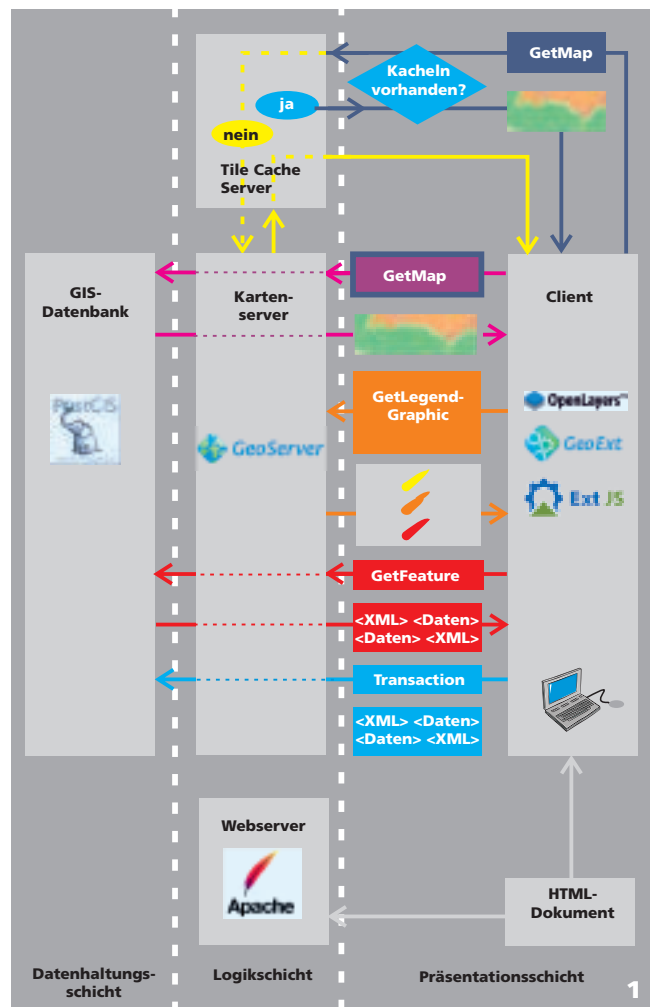 GetMap
Kacheln
vorhanden?
ja
nein
Tile Cache
Server
GIS-
Datenbank
Karten-
server
GetMap
Client
PostGIS
GeoServer
GetLegend-
Graphic
OpenLayers™
GeoExt
Ext JS
GetFeature
<XML> <Daten>
<Daten> <XML>
Transaction
<XML> <Daten>
<Daten> <XML>
Webserver
Apache
HTML-
Dokument
Datenhaltungs-
schicht
Logikschicht
Präsentationsschicht
1